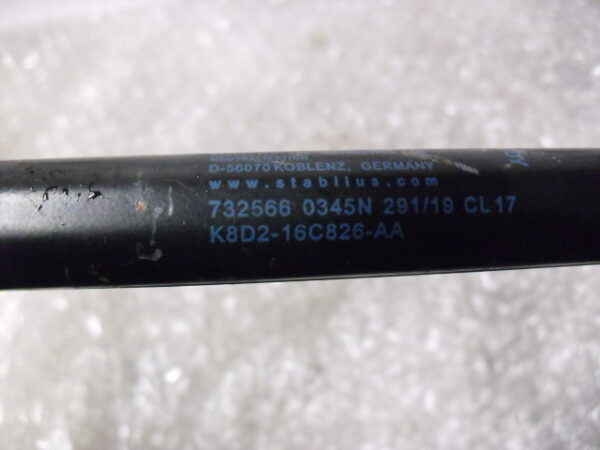 D-56070 KOBLENZ, GERMANY
www.stabilus.com
732566 0345N 291/19 CL17
K8D2-16C826-AA